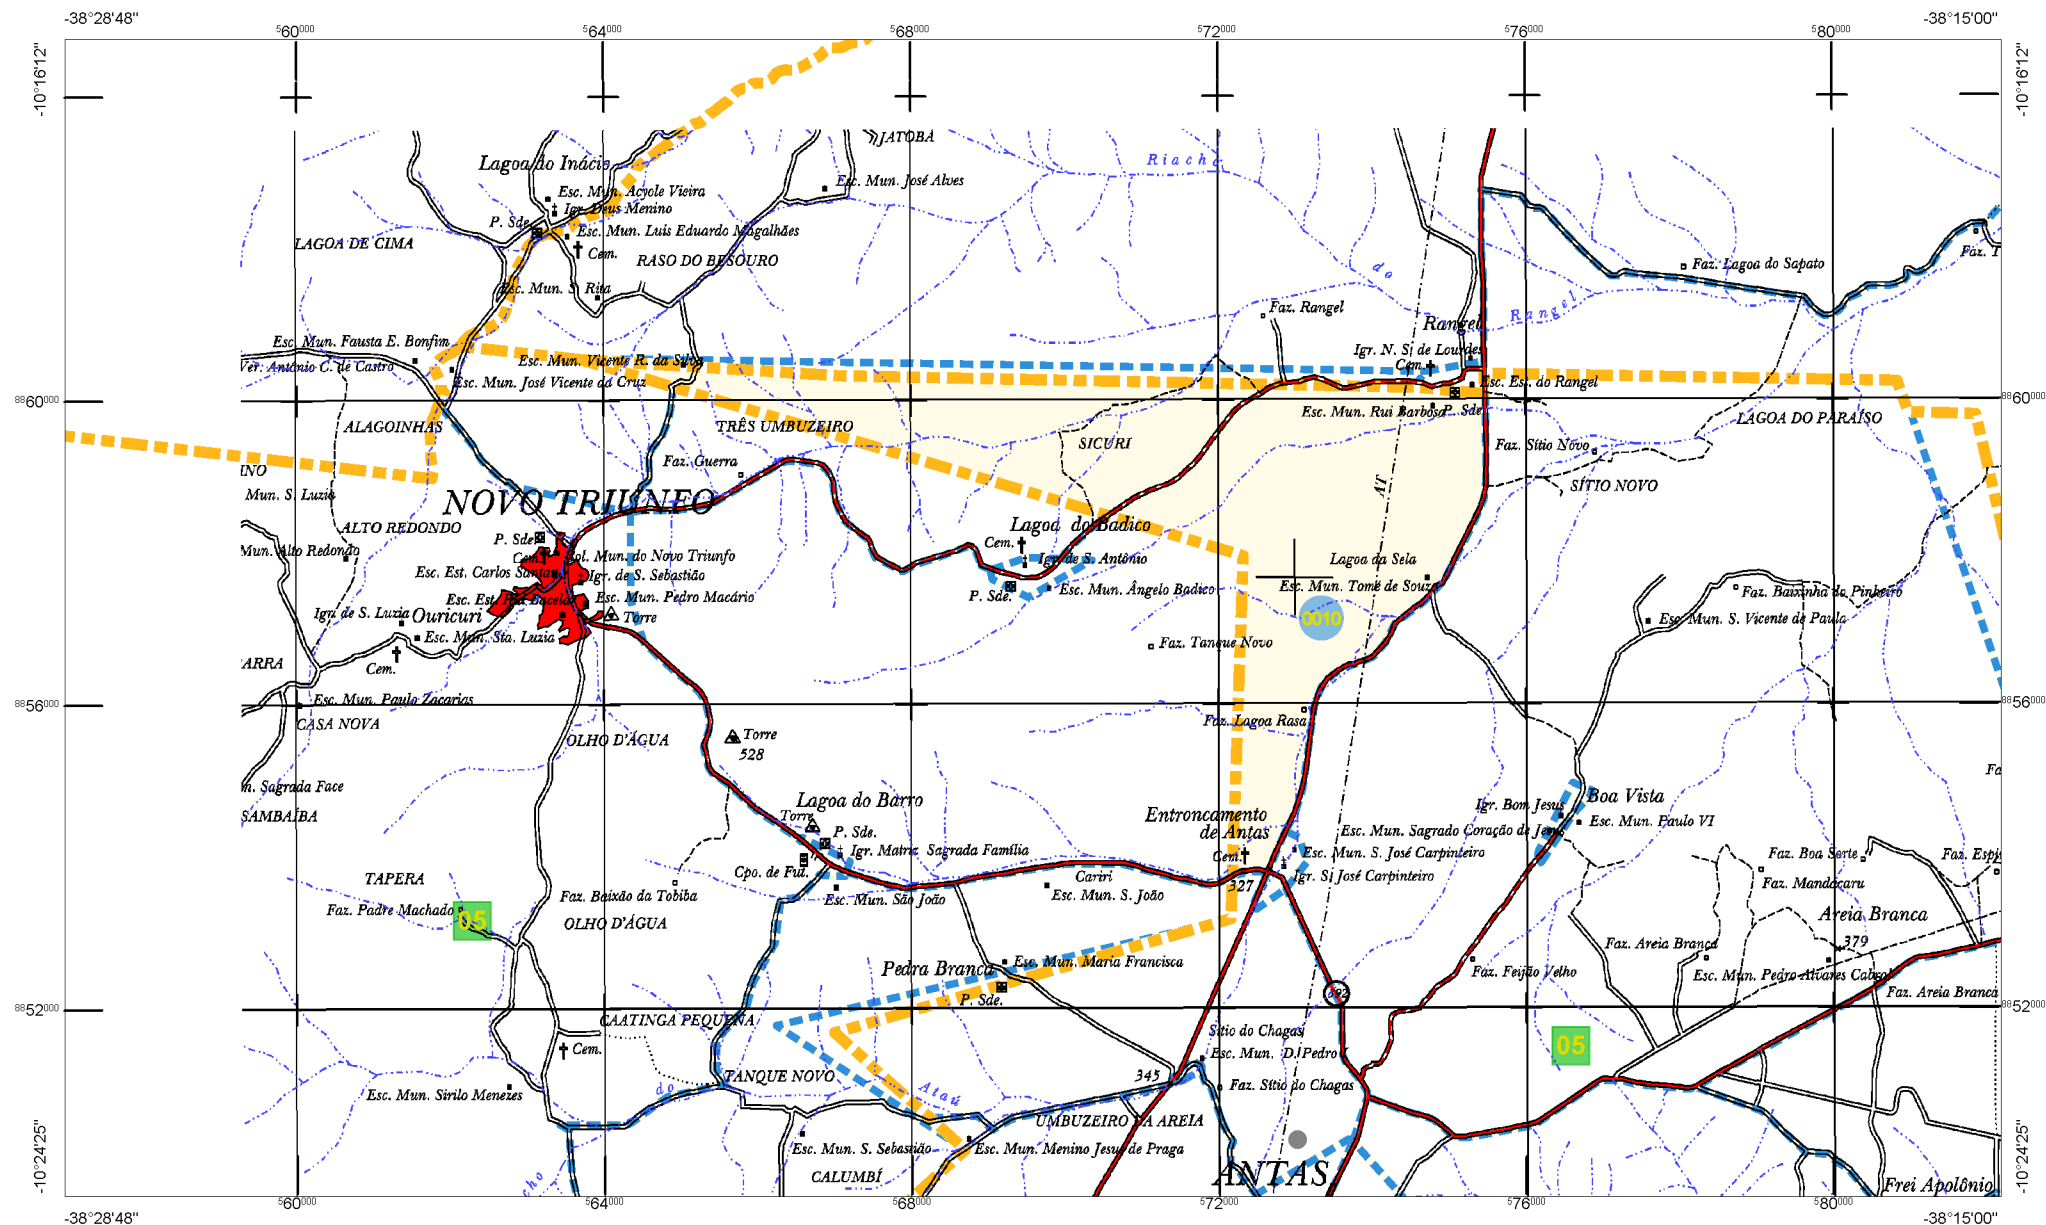 -38°28'48"
-38°15'00"
560000
564000
568000
572000
576000
580000
-10°16'12"
-10°16'12"
JATOBÁ
Lagoa do Inácio
Riacho
Esc. Mun. José Alves
Esc. Mun. Acyole Vieira
Igr. Deus Menino
P. Sde.
Esc. Mun. Luís Eduardo Magalhães
LAGOA DE CIMA
Cem.
RASO DO BESOURO
do
Faz. Lagoa do Sapato
Esc. Mun. S. Rita
Faz. Rangel
Rangel
Rangel
Esc. Mun. Fausta E. Bonfim
Igr. N. S. de Lourdes
Ver. Antônio C. de Castro
Esc. Mun. Vicente R. da Silva
Cem.
Esc. Mun. José Vicente da Cruz
Esc. Est. do Rangel
8860000
8860000
Esc. Mun. Rui Barbosa
P. Sde
LAGOA DO PARAÍSO
ALAGOINHAS
TRÊS UMBUZEIRO
SICURI
Faz. Sítio Novo
Faz. Guerra
INO
AT
SÍTIO NOVO
Mun. S. Luzia
NOVO TRIUNFO
ALTO REDONDO
Lagoa do Badico
P. Sde
Cem.
Mun. Alto Redondo
Cem.
Col. Mun. do Novo Triunfo
Igr. de S. Antônio
Lagoa da Sela
Esc. Est. Carlos Santana
Igr. de S. Sebastião
Esc. Mun. Ângelo Badico
Esc. Mun. Tomé de Souza
P. Sde.
Faz. Baixinha do Pinheiro
Esc. Mun. Pedro Macário
Igr. de S. Luzia
Ouricuri
Torre
0010
Esc. Mun. S. Vicente de Paula
Esc. Mun. Sta. Luzia
Faz. Tanque Novo
ARRA
Cem.
Esc. Mun. Paulo Zacarias
8856000
8856000
CASA NOVA
Faz. Lagoa Rasa
OLHO D'ÁGUA
Torre
528
n. Sagrada Face
Lagoa do Barro
Boa Vista
Igr. Bom Jesus
SAMBAÍBA
Torre
Entroncamento
de Antas
Esc. Mun. Paulo VI
P. Sde.
Esc. Mun. Sagrado Coração de Jesus
Igr. Matriz Sagrada Família
Cem.
Esc. Mun. S. José Carpinteiro
Faz. Boa Sorte
Cpo. de Fut.
Cariri
Igr. S. José Carpinteiro
TAPERA
327
Faz. Mandacaru
Faz. Baixão da Tobiba
Esc. Mun. São João
Esc. Mun. S. João
Faz. Padre Machado
05
OLHO D'ÁGUA
Areia Branca
Faz. Areia Branca
379
Pedra Branca
Esc. Mun. Maria Francisca
Faz. Feijão Velho
Esc. Mun. Pedro Alvares Cabral
P. Sde.
Faz. Areia Branca
8852000
8852000
CAATINGA PEQUENA
Sítio do Chagas
05
Cem.
Esc. Mun. D. Pedro I
TANQUE NOVO
345
Faz. Sítio do Chagas
do
Ataú
Esc. Mun. Sirilo Menezes
UMBUZEIRO DA AREIA
Esc. Mun. S. Sebastião
Esc. Mun. Menino Jesus de Praga
CALUMBÍ
ANTAS
Frei Apolônio
cho
-10°24'25"
-10°24'25"
560000
564000
568000
572000
576000
580000
-38°28'48"
-38°15'00"